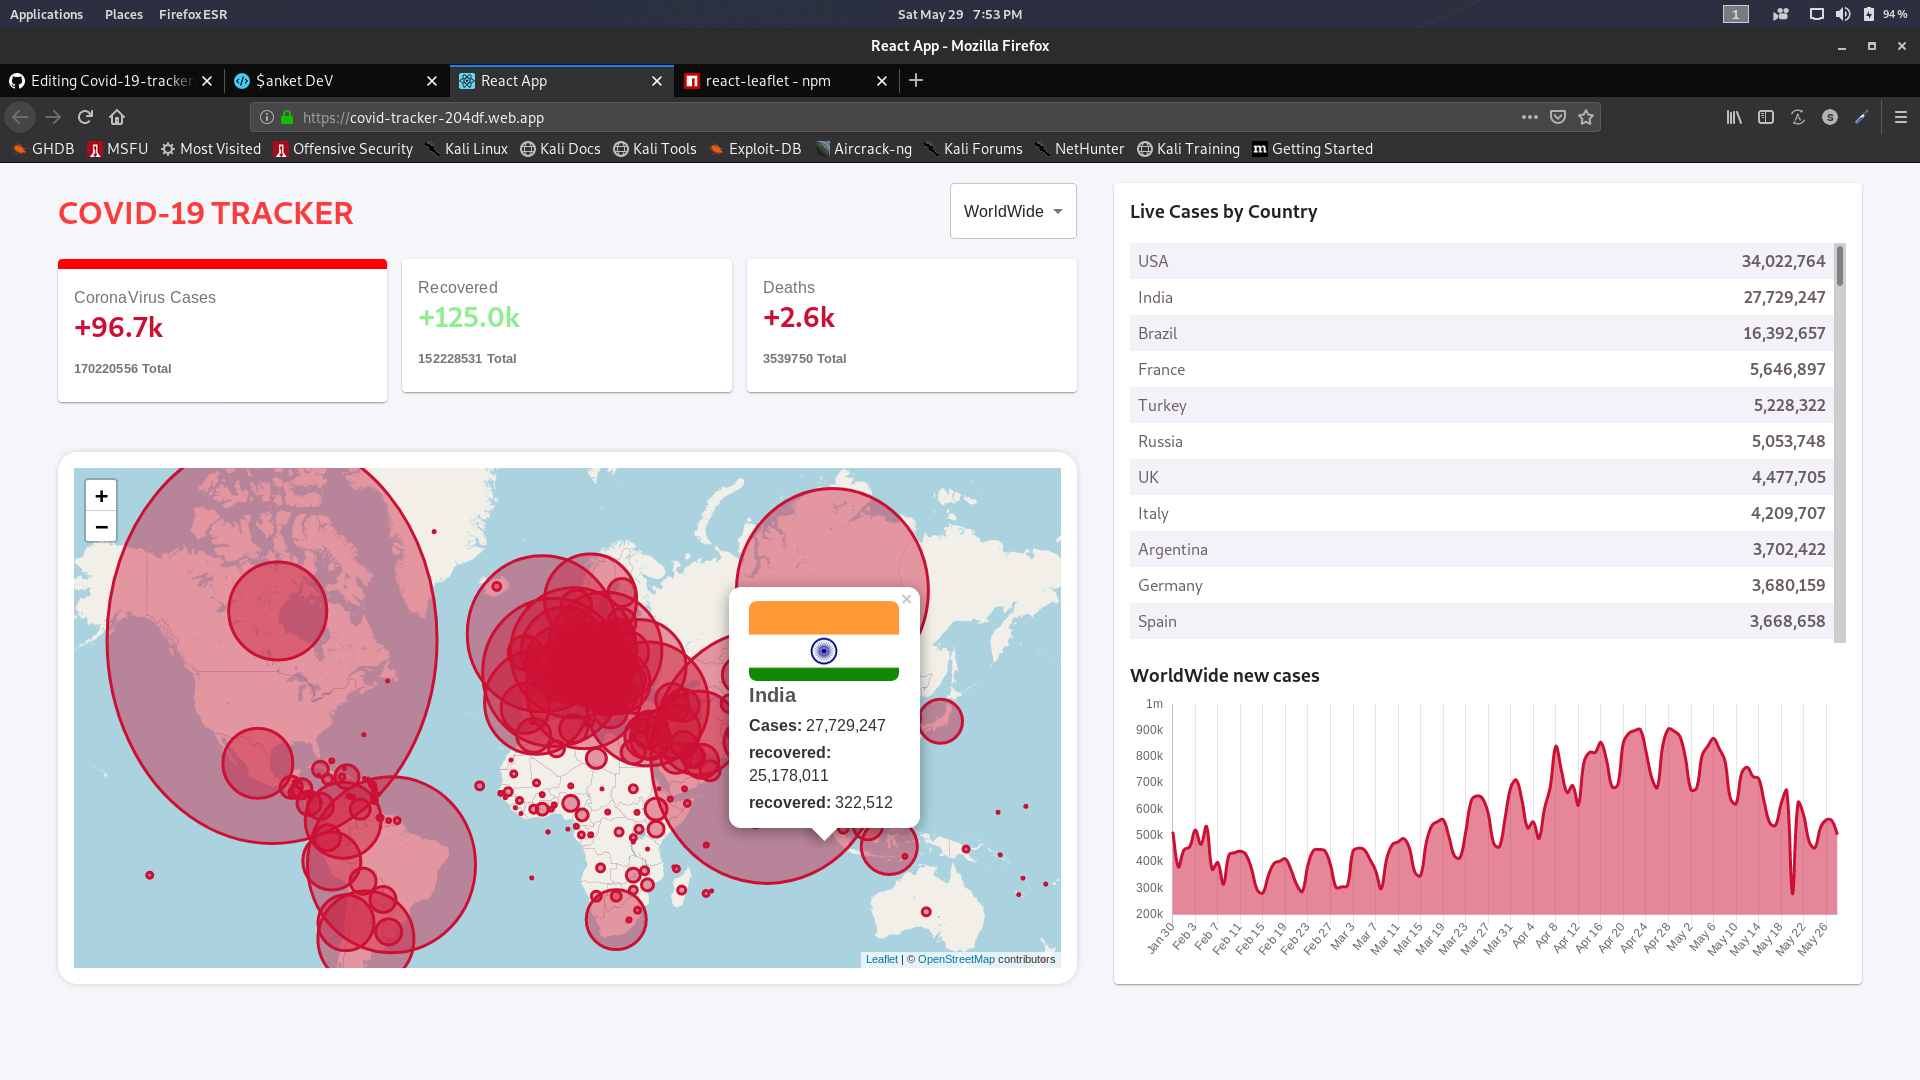 Applications Places Firefox ESR Sat May 29 7:53 PM 1 94 %
React App - Mozilla Firefox
Editing Covid-19-tracker $anket DeV React App react-leaflet - npm
https://covid-tracker-204df.web.app
GHDB MSFU Most Visited Offensive Security Kali Linux Kali Docs Kali Tools Exploit-DB Aircrack-ng Kali Forums NetHunter Kali Training Getting Started
COVID-19 TRACKER
WorldWide
CoronaVirus Cases
+96.7k
170220556 Total
Recovered
+125.0k
152228531 Total
Deaths
+2.6k
3539750 Total
+
−
×
India
Cases: 27,729,247
recovered:
25,178,011
recovered: 322,512
Leaflet | © OpenStreetMap contributors
Live Cases by Country
USA 34,022,764
India 27,729,247
Brazil 16,392,657
France 5,646,897
Turkey 5,228,322
Russia 5,053,748
UK 4,477,705
Italy 4,209,707
Argentina 3,702,422
Germany 3,680,159
Spain 3,668,658
WorldWide new cases
1m
900k
800k
700k
600k
500k
400k
300k
200k
Jan 30 Feb 3 Feb 7 Feb 11 Feb 15 Feb 19 Feb 23 Feb 27 Mar 3 Mar 7 Mar 11 Mar 15 Mar 19 Mar 23 Mar 27 Mar 31 Apr 4 Apr 8 Apr 12 Apr 16 Apr 20 Apr 24 Apr 28 May 2 May 6 May 10 May 14 May 18 May 22 May 26